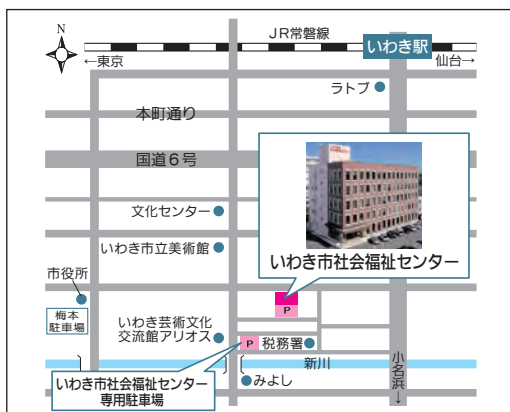 N
JR常磐線
いわき駅
←東京
仙台→
ラトブ
本町通り
国道6号
文化センター
いわき市立美術館
いわき市社会福祉センター
市役所
梅本
駐車場
P
いわき芸術文化
交流館アリオス
P
税務署
新川
小名浜→
いわき市社会福祉センター
専用駐車場
みよし